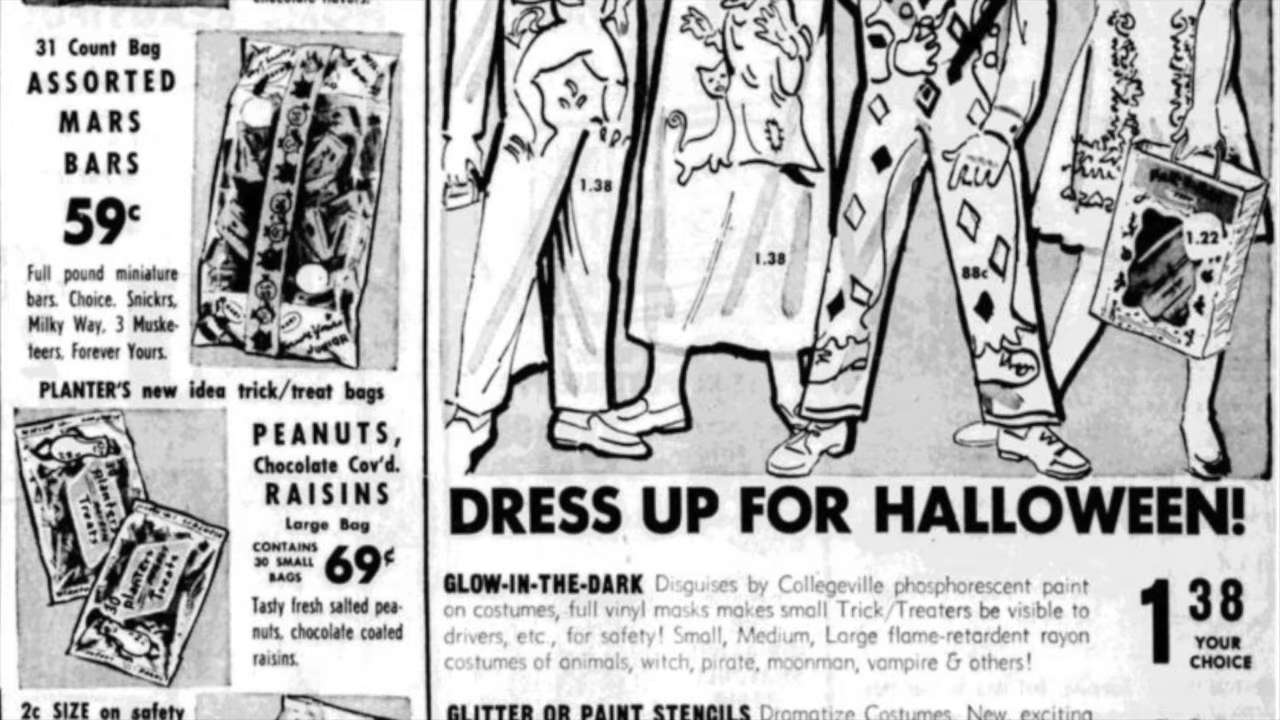 31 Count Bag
ASSORTED
MARS
BARS
59c
Full pound miniature
bars. Choice. Snickrs,
Milky Way, 3 Muske-
teers, Forever Yours.
PLANTER'S new idea trick/treat bags
planters
Treats
30 planters
Treats
PEANUTS,
Chocolate Cov'd.
RAISINS
Large Bag
CONTAINS
30 SMALL
BAGS
69¢
Tasty fresh salted pea-
nuts, chocolate coated
raisins.
2c SIZE on safety
1.38
1.38
88c
1.22
DRESS UP FOR HALLOWEEN!
GLOW-IN-THE-DARK Disguises by Collegeville phosphorescent paint
on costumes, full vinyl masks makes small Trick/Treaters be visible to
drivers, etc., for safety! Small, Medium, Large flame-retardent rayon
costumes of animals, witch, pirate, moonman, vampire & others!
1 38
YOUR
CHOICE
GLITTER OR PAINT STENCILS Dramatize Costumes. New, exciting